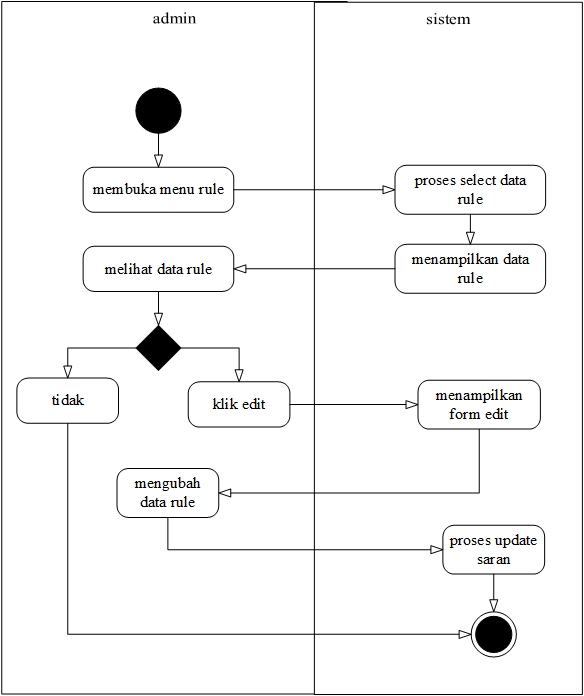 admin
sistem
membuka menu rule
proses select data
rule
melihat data rule
menampilkan data
rule
tidak
klik edit
menampilkan
form edit
mengubah
data rule
proses update
saran